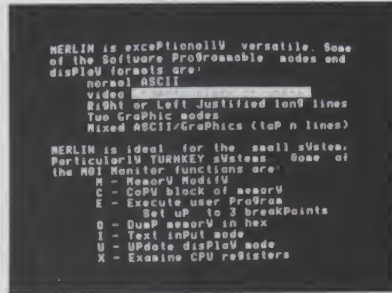 MERLIN is exceptionally versatile. Some
of the Software Programmable modes and
display formats are:
normal ASCII
video
Right or Left Justified long lines
Two Graphic modes
Mixed ASCII/Graphics (top n lines)
MERLIN is ideal for the small system,
Particularly TURNKEY systems. Some of
the MGI Monitor functions are
M - Memory Modify
C - Copy block of memory
E - Execute user Program
Set up to 3 breakPoints
D - Dump memory in hex
I - Text input mode
U - Update display mode
X - Examine CPU registers